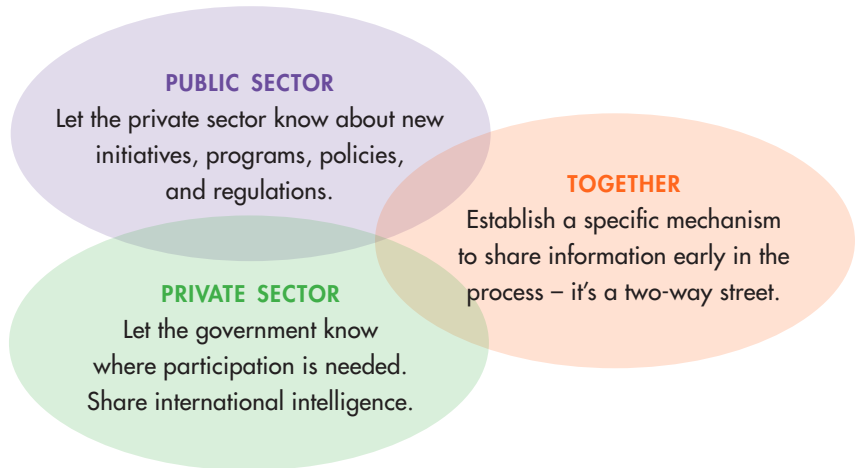 PUBLIC SECTOR
Let the private sector know about new
initiatives, programs, policies,
and regulations.
TOGETHER
Establish a specific mechanism
to share information early in the
process – it's a two-way street.
PRIVATE SECTOR
Let the government know
where participation is needed.
Share international intelligence.